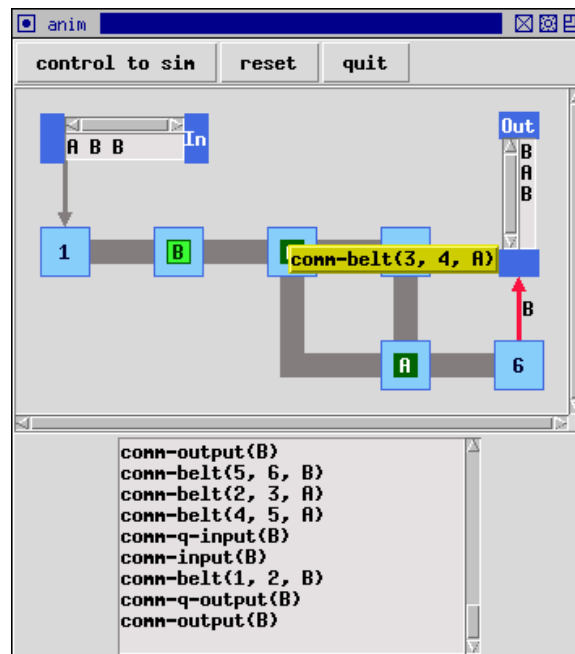 anim
control to sim reset quit
Out
A B B In
B
A
B
1 B comm-belt(3, 4, A)
B
A 6
comm-output(B)
comm-belt(5, 6, B)
comm-belt(2, 3, A)
comm-belt(4, 5, A)
comm-q-input(B)
comm-input(B)
comm-belt(1, 2, B)
comm-q-output(B)
comm-output(B)